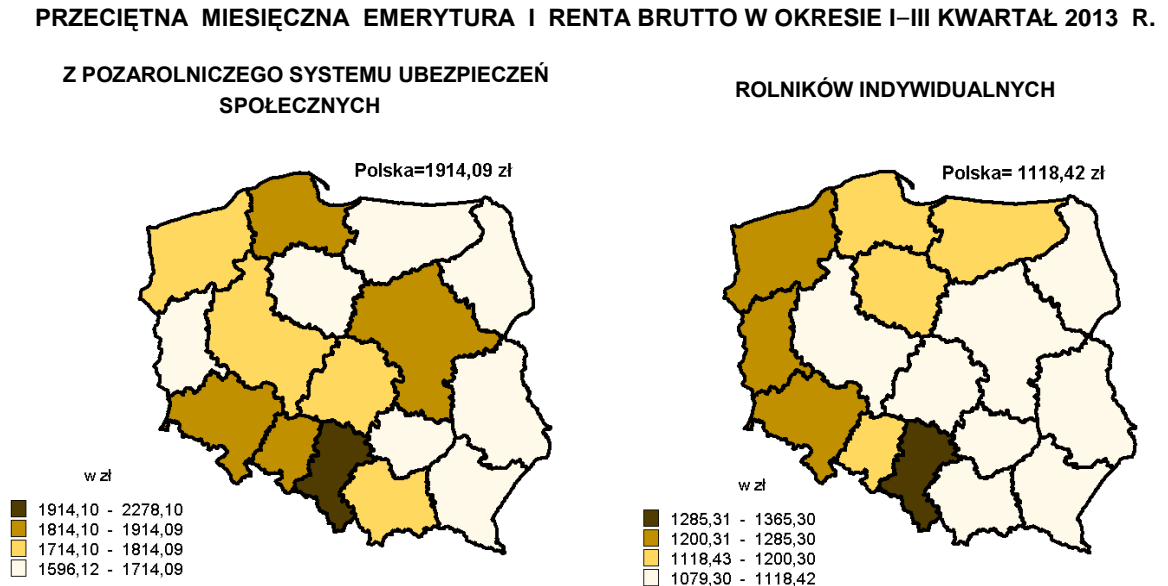 PRZECIĘTNA MIESIĘCZNA EMERYTURA I RENTA BRUTTO W OKRESIE I–III KWARTAŁ 2013 R.
Z POZAROLNICZEGO SYSTEMU UBEZPIECZEŃ
SPOŁECZNYCH
Polska=1914,09 zł
w zł
1914,10 - 2278,10
1814,10 - 1914,09
1714,10 - 1814,09
1596,12 - 1714,09
ROLNIKÓW INDYWIDUALNYCH
Polska= 1118,42 zł
w zł
1285,31 - 1365,30
1200,31 - 1285,30
1118,43 - 1200,30
1079,30 - 1118,42